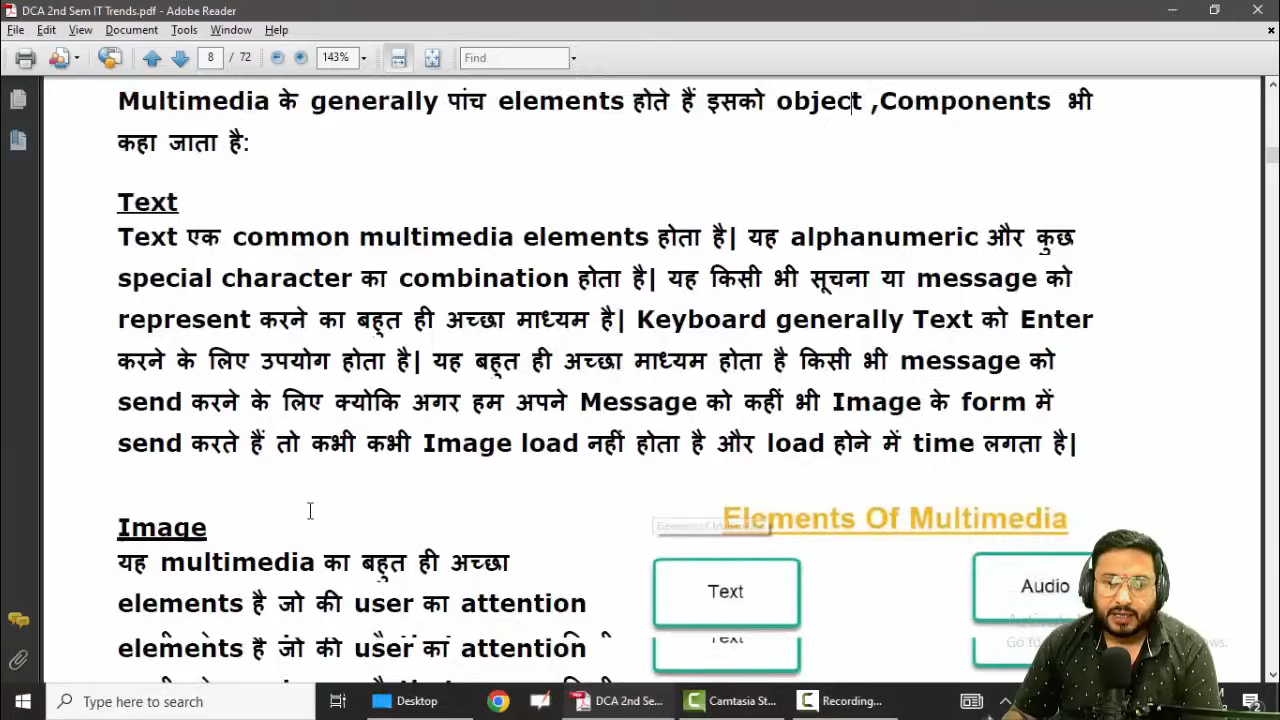 DCA 2nd Sem IT Trends.pdf - Adobe Reader
File Edit View Document Tools Window Help
8 / 72 143% Find
Multimedia के generally पांच elements होते हैं इसको object ,Components भी
कहा जाता है:
Text
Text एक common multimedia elements होता है| यह alphanumeric और कुछ
special character का combination होता है| यह किसी भी सूचना या message को
represent करने का बहुत ही अच्छा माध्यम है| Keyboard generally Text को Enter
करने के लिए उपयोग होता है| यह बहुत ही अच्छा माध्यम होता है किसी भी message को
send करने के लिए क्योकि अगर हम अपने Message को कहीं भी Image के form में
send करते हैं तो कभी कभी Image load नहीं होता है और load होने में time लगता है|
Elements Of Multimedia
Image
यह multimedia का बहुत ही अच्छा
elements है जो की user का attention
elements है जो की user का attention
Text
Audio
Text
Type here to search
Desktop
DCA 2nd Se...
Camtasia St...
Recording...